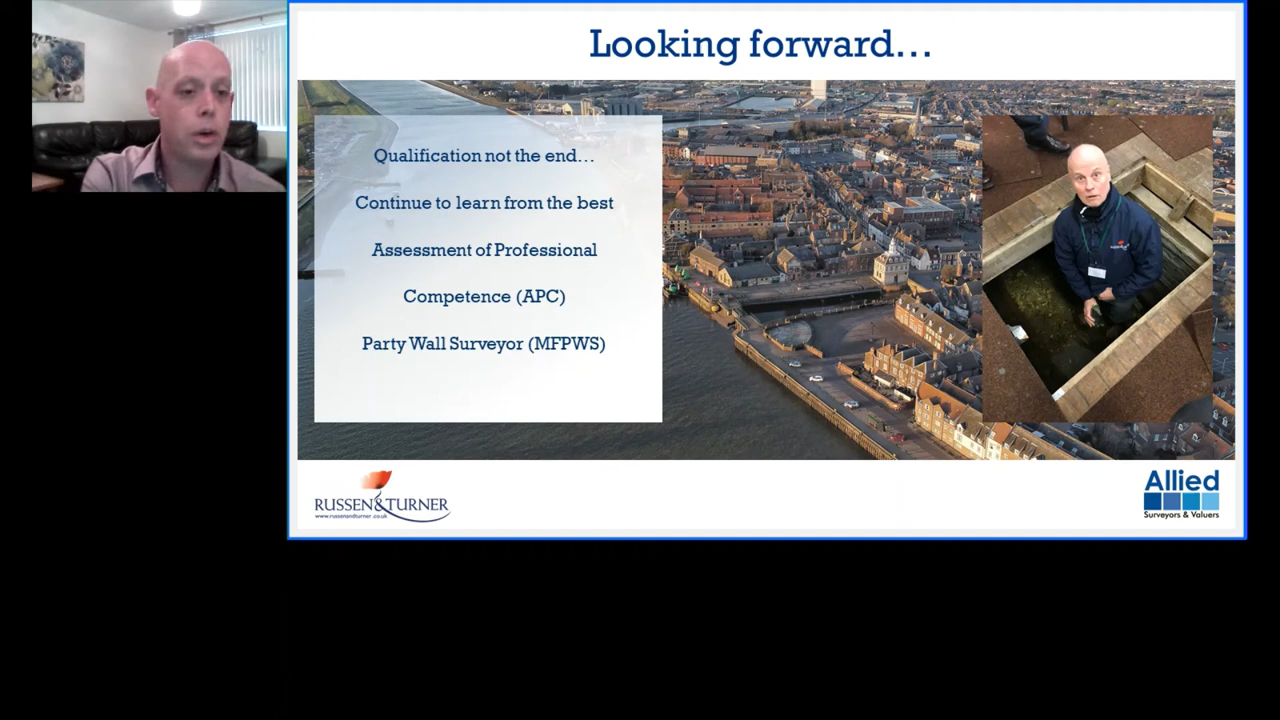 Looking forward...
Qualification not the end...
Continue to learn from the best
Assessment of Professional
Competence (APC)
Party Wall Surveyor (MFPWS)
RUSSEN&TURNER
www.russenandturner.co.uk
Allied
Surveyors & Valuers